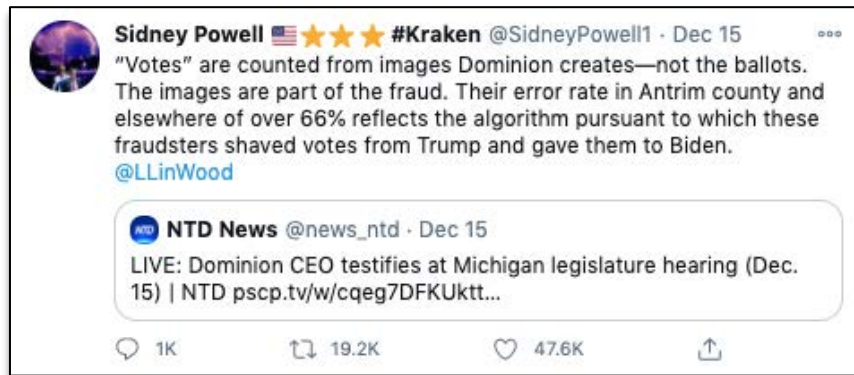 Sidney Powell 🇺🇸⭐⭐⭐ #Kraken @SidneyPowell1 · Dec 15
“Votes” are counted from images Dominion creates—not the ballots.
The images are part of the fraud. Their error rate in Antrim county and
elsewhere of over 66% reflects the algorithm pursuant to which these
fraudsters shaved votes from Trump and gave them to Biden.
@LLinWood
NTD NTD News @news_ntd · Dec 15
LIVE: Dominion CEO testifies at Michigan legislature hearing (Dec.
15) | NTD pscp.tv/w/cqeg7DFKUktt...
1K 19.2K 47.6K